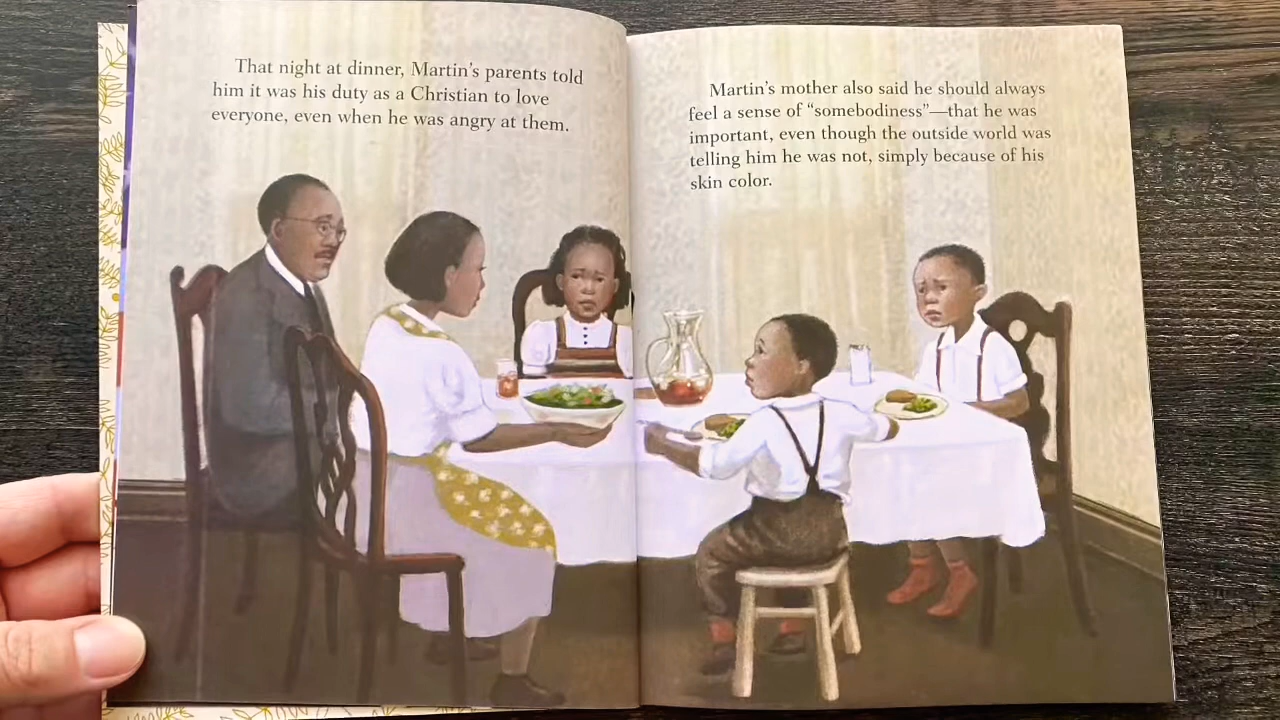 That night at dinner, Martin's parents told
him it was his duty as a Christian to love
everyone, even when he was angry at them.
Martin's mother also said he should always
feel a sense of “somebodiness”—that he was
important, even though the outside world was
telling him he was not, simply because of his
skin color.